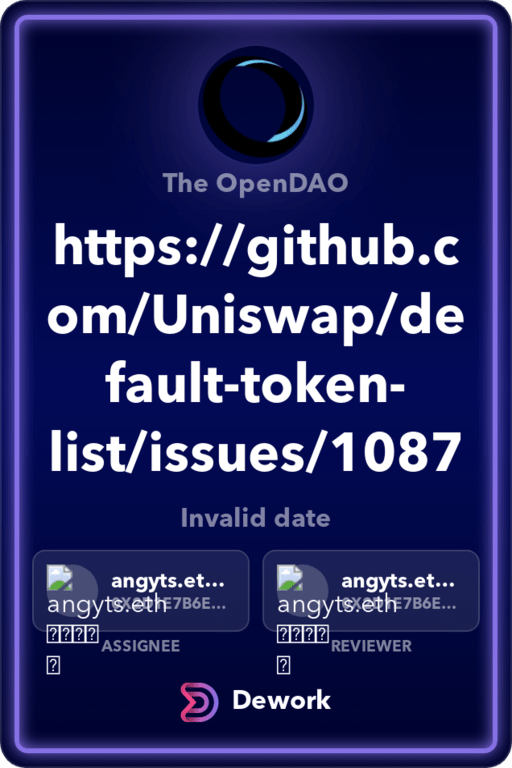 The OpenDAO
https://github.c
om/Uniswap/de
fault-token-
list/issues/1087
Invalid date
angyts.et...
angyts.eth
ASSIGNEE
angyts.et...
angyts.eth
REVIEWER
Dework